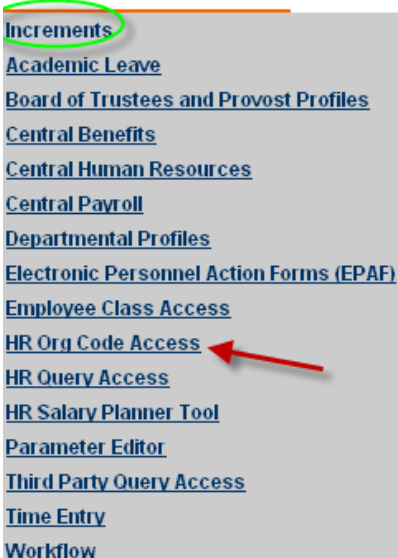 Increments
Academic Leave
Board of Trustees and Provost Profiles
Central Benefits
Central Human Resources
Central Payroll
Departmental Profiles
Electronic Personnel Action Forms (EPAF)
Employee Class Access
HR Org Code Access
HR Query Access
HR Salary Planner Tool
Parameter Editor
Third Party Query Access
Time Entry
Workflow